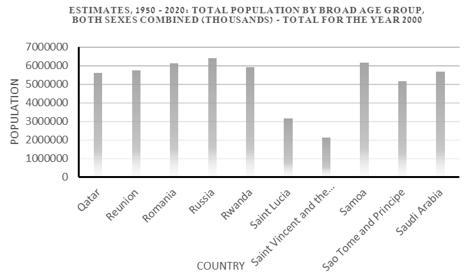 ESTIMATES, 1950 - 2020: TOTAL POPULATION BY BROAD AGE GROUP,
BOTH SEXES COMBINED (THOUSANDS) - TOTAL FOR THE YEAR 2000
POPULATION
7000000
6000000
5000000
4000000
3000000
2000000
1000000
0
Qatar
Reunion
Romania
Russia
Rwanda
Saint Lucia
Saint Vincent and the...
Samoa
Sao Tome and Principe
Saudi Arabia
COUNTRY